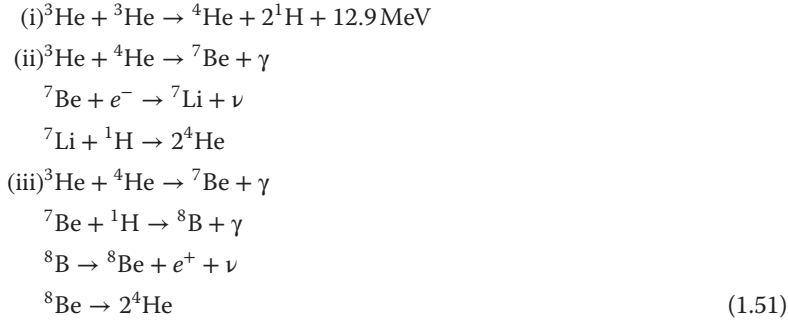 (i)³He + ³He → ⁴He + 2¹H + 12.9 MeV
(ii)³He + ⁴He → ⁷Be + γ
⁷Be + e⁻ → ⁷Li + ν
⁷Li + ¹H → 2⁴He
(iii)³He + ⁴He → ⁷Be + γ
⁷Be + ¹H → ⁸B + γ
⁸B → ⁸Be + e⁺ + ν
⁸Be → 2⁴He (1.51)